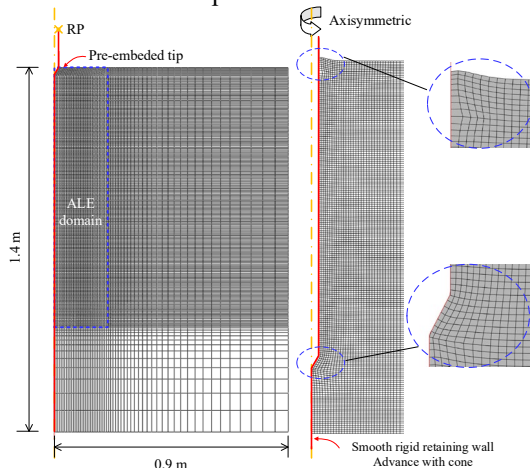 RP
Pre-embeded tip
ALE
domain
1.4 m
0.9 m
Axisymmetric
Smooth rigid retaining wall
Advance with cone